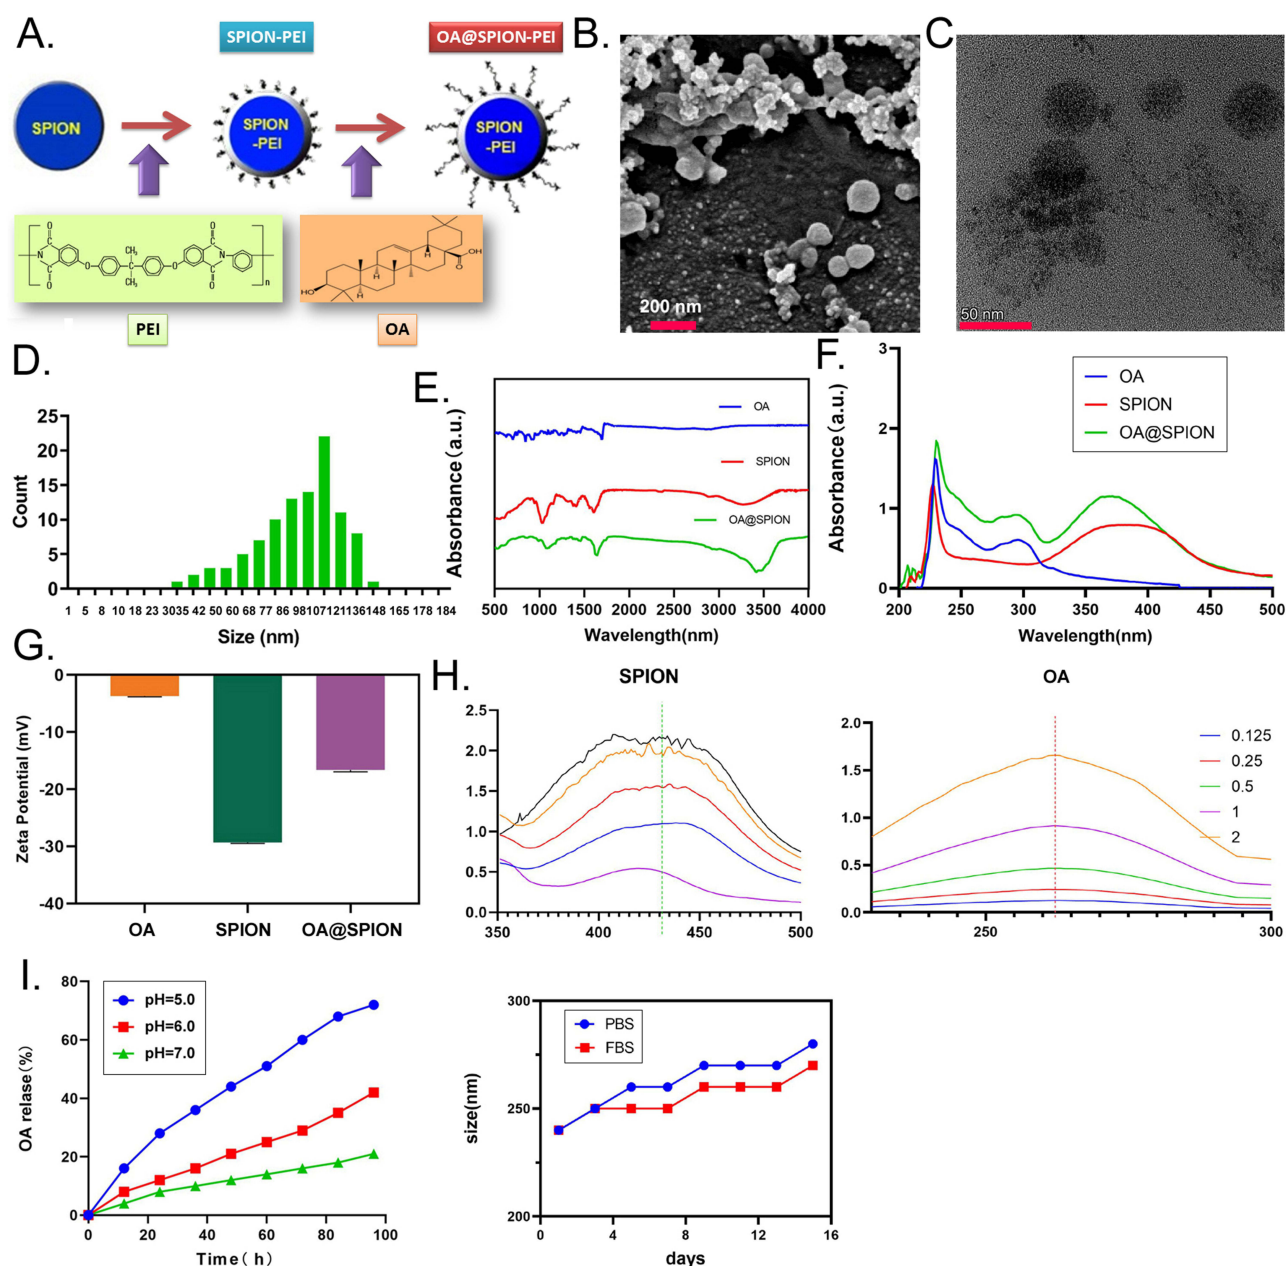 A.
SPION-PEI
OA@SPION-PEI
SPION
SPION
-PEI
SPION
-PEI
N
O
O
O
CH3
C
CH3
O
O
O
N
n
HO
H
H
H
O
OH
PEI
OA
B.
200 nm
C.
50 nm
D.
Count
25
20
15
10
5
0
1 5 8 10 18 23 3035 42 50 60 68 77 86 98107121136148 165 178 184
Size (nm)
E.
Absorbance(a.u.)
OA
SPION
OA@SPION
500 1000 1500 2000 2500 3000 3500 4000
Wavelength(nm)
F.
Absorbance(a.u.)
3
2
1
0
OA
SPION
OA@SPION
200 250 300 350 400 450 500
Wavelength(nm)
G.
Zeta Potential (mV)
0
-10
-20
-30
-40
OA SPION OA@SPION
H.
SPION
2.5
2.0
1.5
1.0
0.5
0.0
350 400 450 500
OA
2.0
1.5
1.0
0.5
0.0
0.125
0.25
0.5
1
2
250 300
I.
OA relase(%)
80
60
40
20
0
pH=5.0
pH=6.0
pH=7.0
0 20 40 60 80 100
Time( h)
size(nm)
300
250
200
PBS
FBS
0 4 8 12 16
days